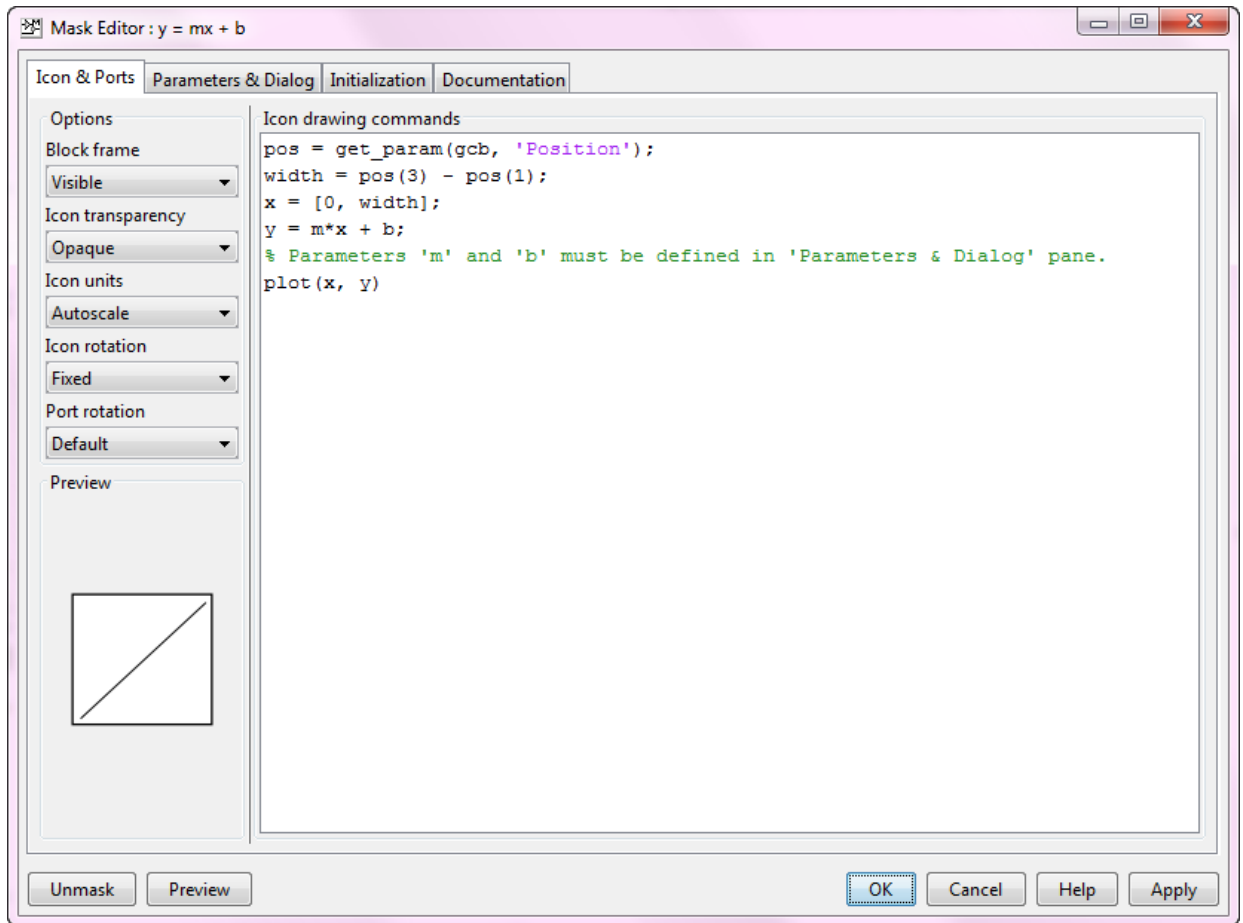 Mask Editor : y = mx + b
Icon & Ports
Parameters & Dialog
Initialization
Documentation
Options
Block frame
Visible
Icon transparency
Opaque
Icon units
Autoscale
Icon rotation
Fixed
Port rotation
Default
Preview
Icon drawing commands
pos = get_param(gcb, 'Position');
width = pos(3) - pos(1);
x = [0, width];
y = m*x + b;
% Parameters 'm' and 'b' must be defined in 'Parameters & Dialog' pane.
plot(x, y)
Unmask
Preview
OK
Cancel
Help
Apply